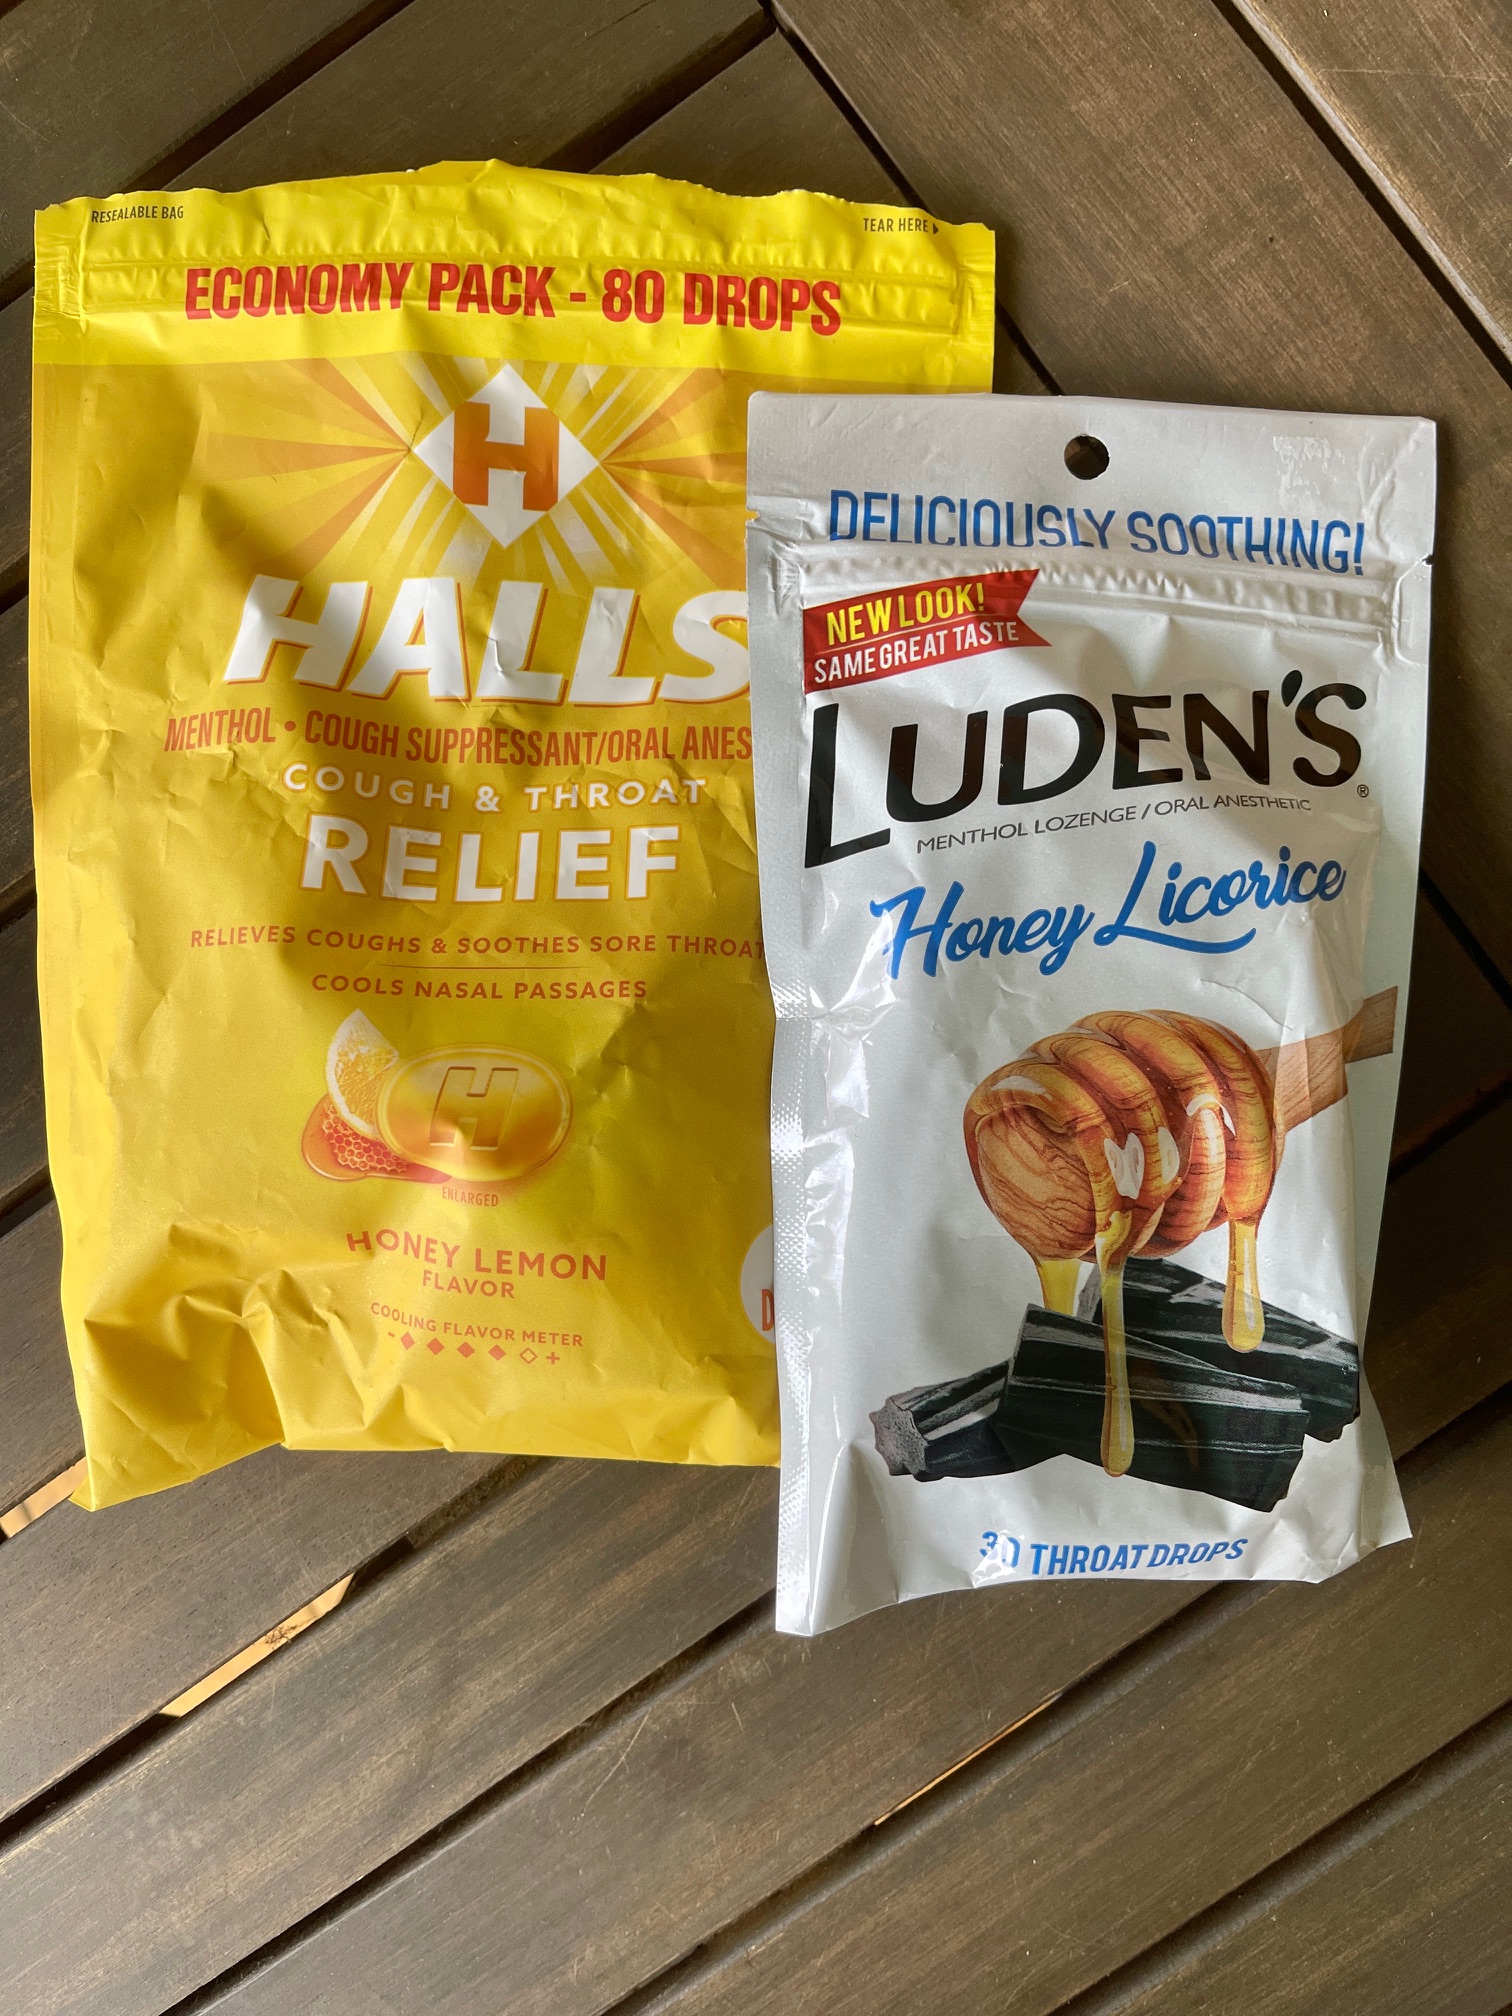 RESEALABLE BAG
TEAR HERE
ECONOMY PACK - 80 DROPS
H
HALLS
MENTHOL • COUGH SUPPRESSANT/ORAL ANES
COUGH & THROAT
RELIEF
RELIEVES COUGHS & SOOTHES SORE THROAT
COOLS NASAL PASSAGES
H
ENLARGED
HONEY LEMON
FLAVOR
COOLING FLAVOR METER
- ◆ ◆ ◆ ◆ ◇ +
D
DELICIOUSLY SOOTHING!
NEW LOOK!
SAME GREAT TASTE
LUDEN'S®
MENTHOL LOZENGE / ORAL ANESTHETIC
Honey Licorice
30 THROAT DROPS